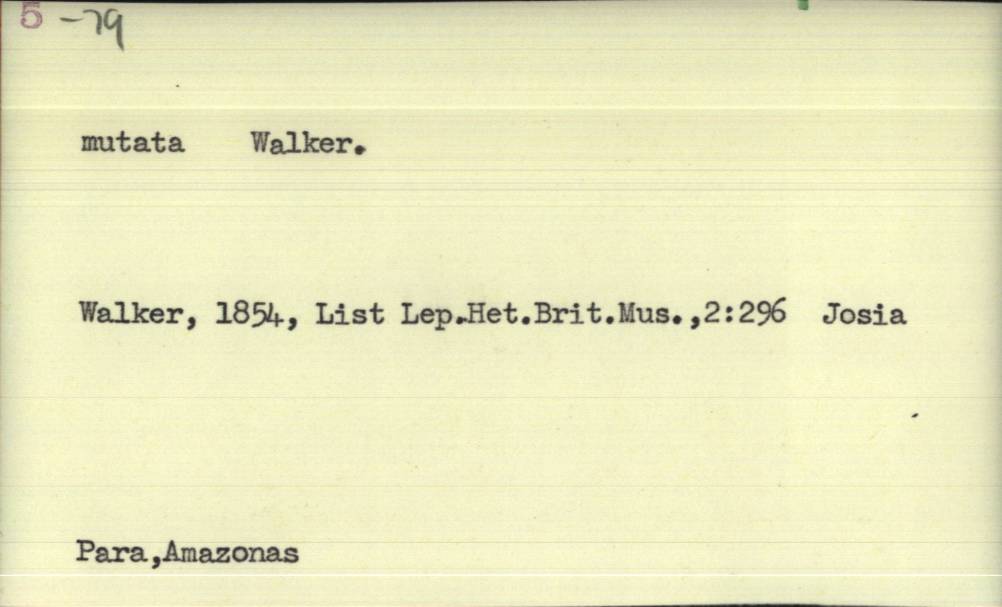 5 -79
mutata Walker.
Walker, 1854, List Lep.Het.Brit.Mus.,2:296 Josia
Para,Amazonas